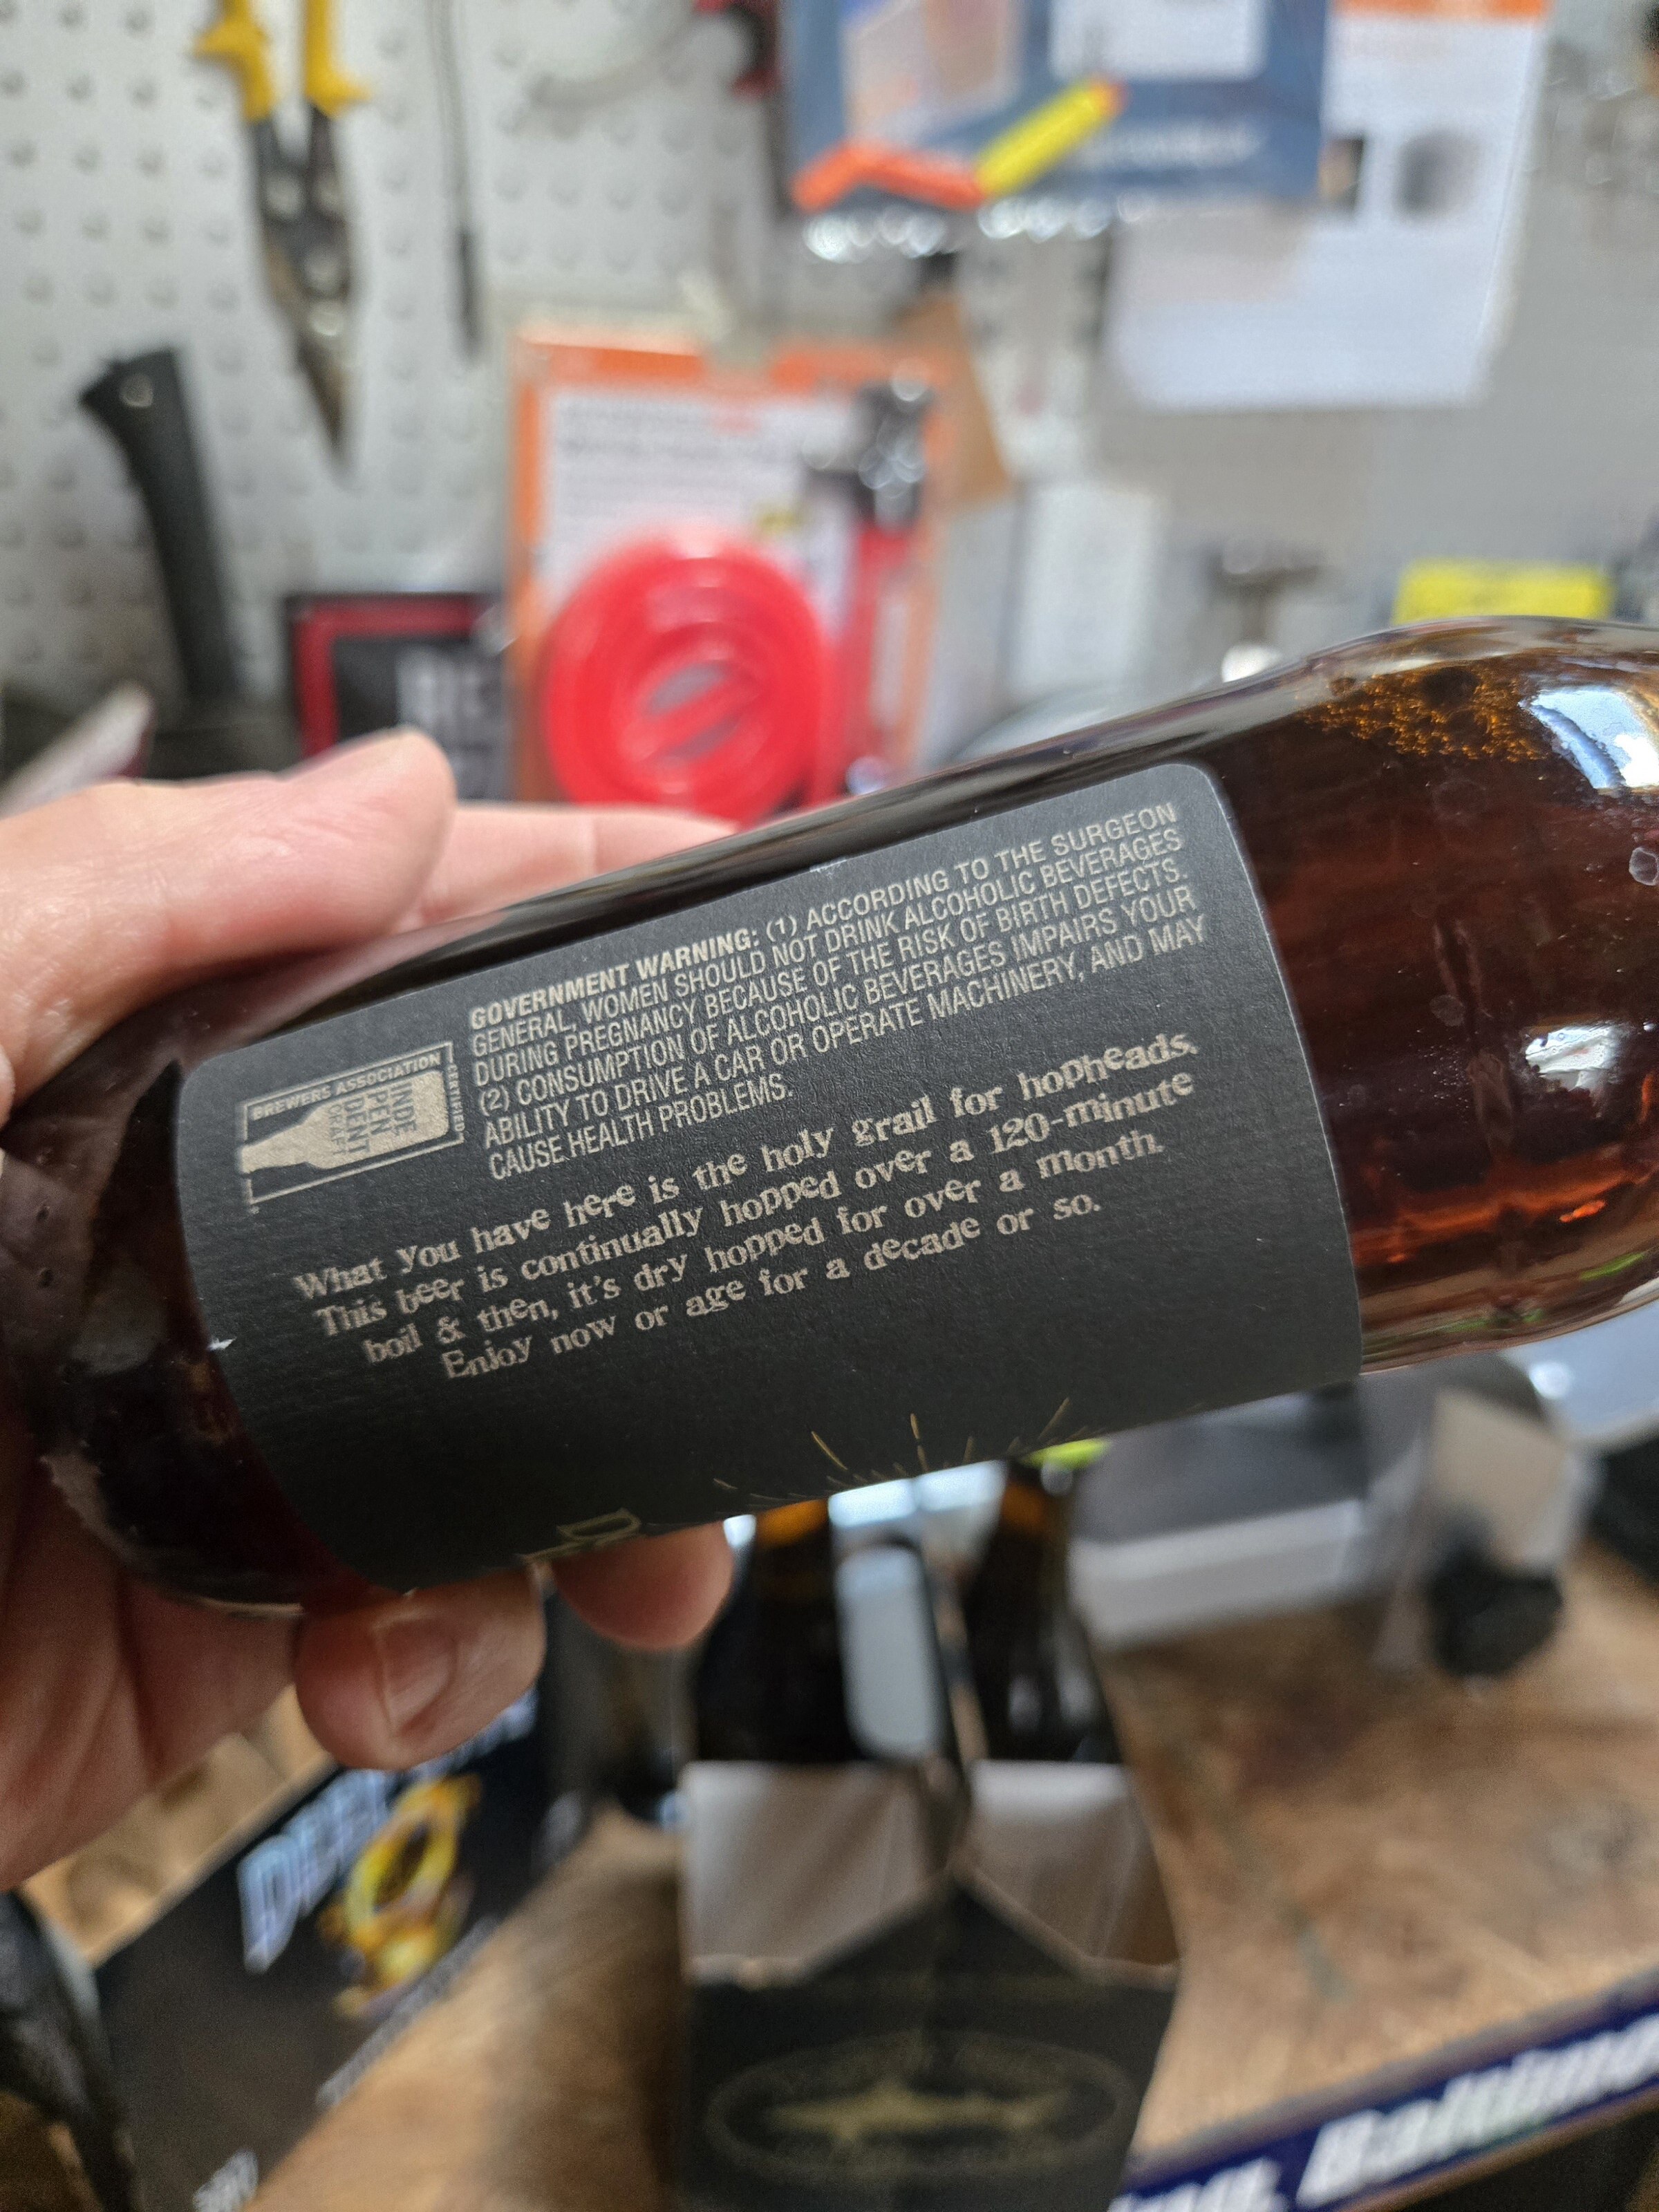 BREWERS ASSOCIATION
CERTIFIED
INDE
PEN
DENT
CRAFT
GOVERNMENT WARNING: (1) ACCORDING TO THE SURGEON
GENERAL, WOMEN SHOULD NOT DRINK ALCOHOLIC BEVERAGES
DURING PREGNANCY BECAUSE OF THE RISK OF BIRTH DEFECTS.
(2) CONSUMPTION OF ALCOHOLIC BEVERAGES IMPAIRS YOUR
ABILITY TO DRIVE A CAR OR OPERATE MACHINERY, AND MAY
CAUSE HEALTH PROBLEMS.
What you have here is the holy grail for hopheads.
This beer is continually hopped over a 120-minute
boil & then, it's dry hopped for over a month.
Enjoy now or age for a decade or so.